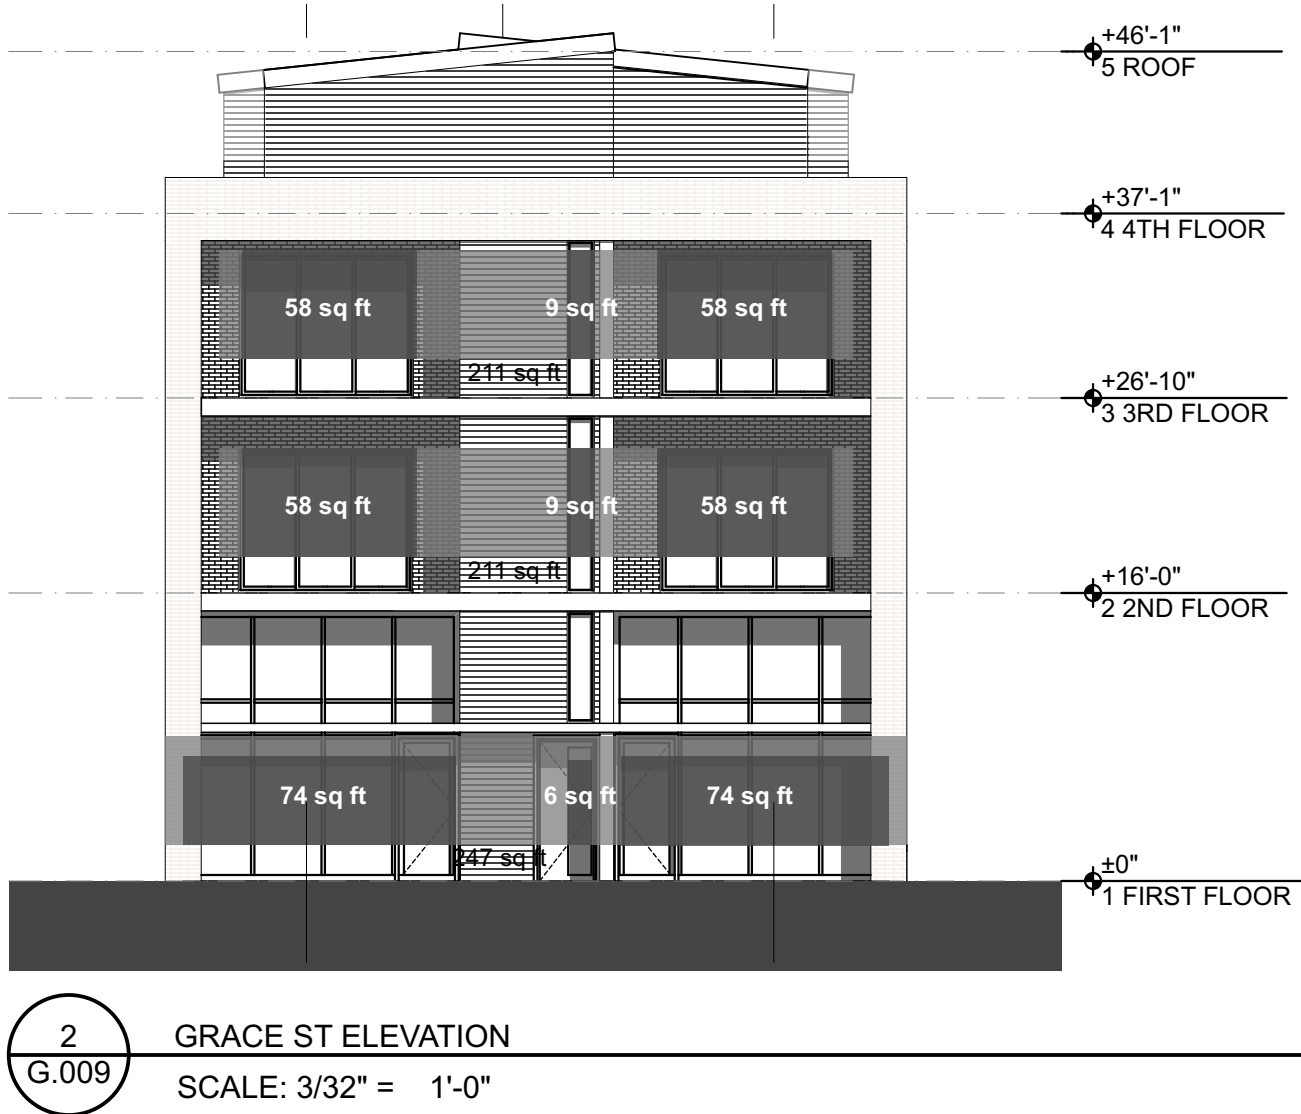 +46'-1"
5 ROOF
+37'-1"
4 4TH FLOOR
58 sq ft
9 sq ft
58 sq ft
211 sq ft
+26'-10"
3 3RD FLOOR
58 sq ft
9 sq ft
58 sq ft
211 sq ft
+16'-0"
2 2ND FLOOR
74 sq ft
6 sq ft
74 sq ft
247 sq ft
±0"
1 FIRST FLOOR
2
G.009
GRACE ST ELEVATION
SCALE: 3/32" = 1'-0"